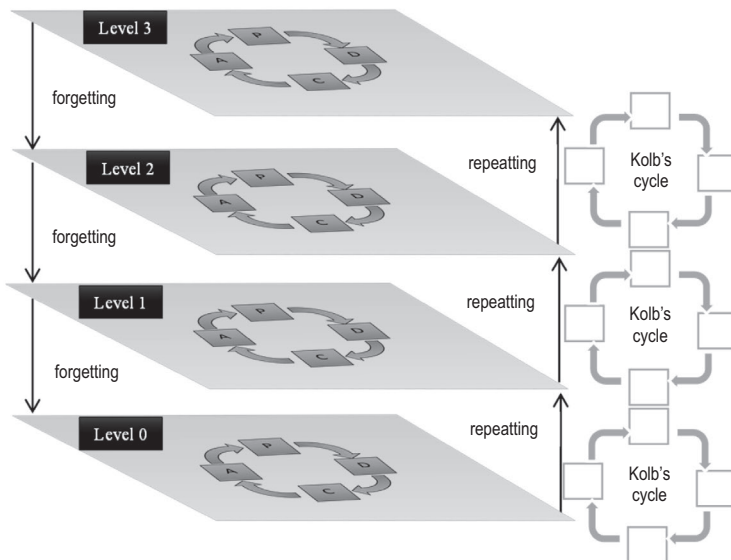 Level 3
P
A
D
C
forgetting
repeatting
Kolb's
cycle
Level 2
P
A
D
C
forgetting
repeatting
Kolb's
cycle
Level 1
P
A
D
C
forgetting
repeatting
Kolb's
cycle
Level 0
P
A
D
C